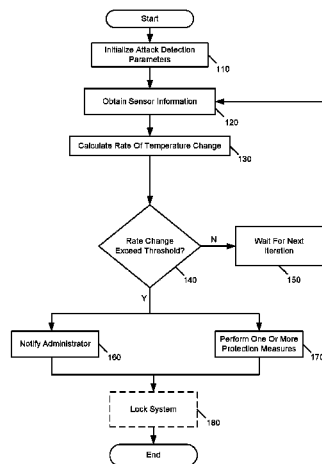 Start
Initialize Attack Detection
Parameters
110
Obtain Sensor Information
120
Calculate Rate Of Temperature Change
130
Rate Change
Exceed Threshold?
140
N
Wait For Next
Iteration
150
Y
Notify Administrator
160
Perform One Or More
Protection Measures
170
Lock System
180
End